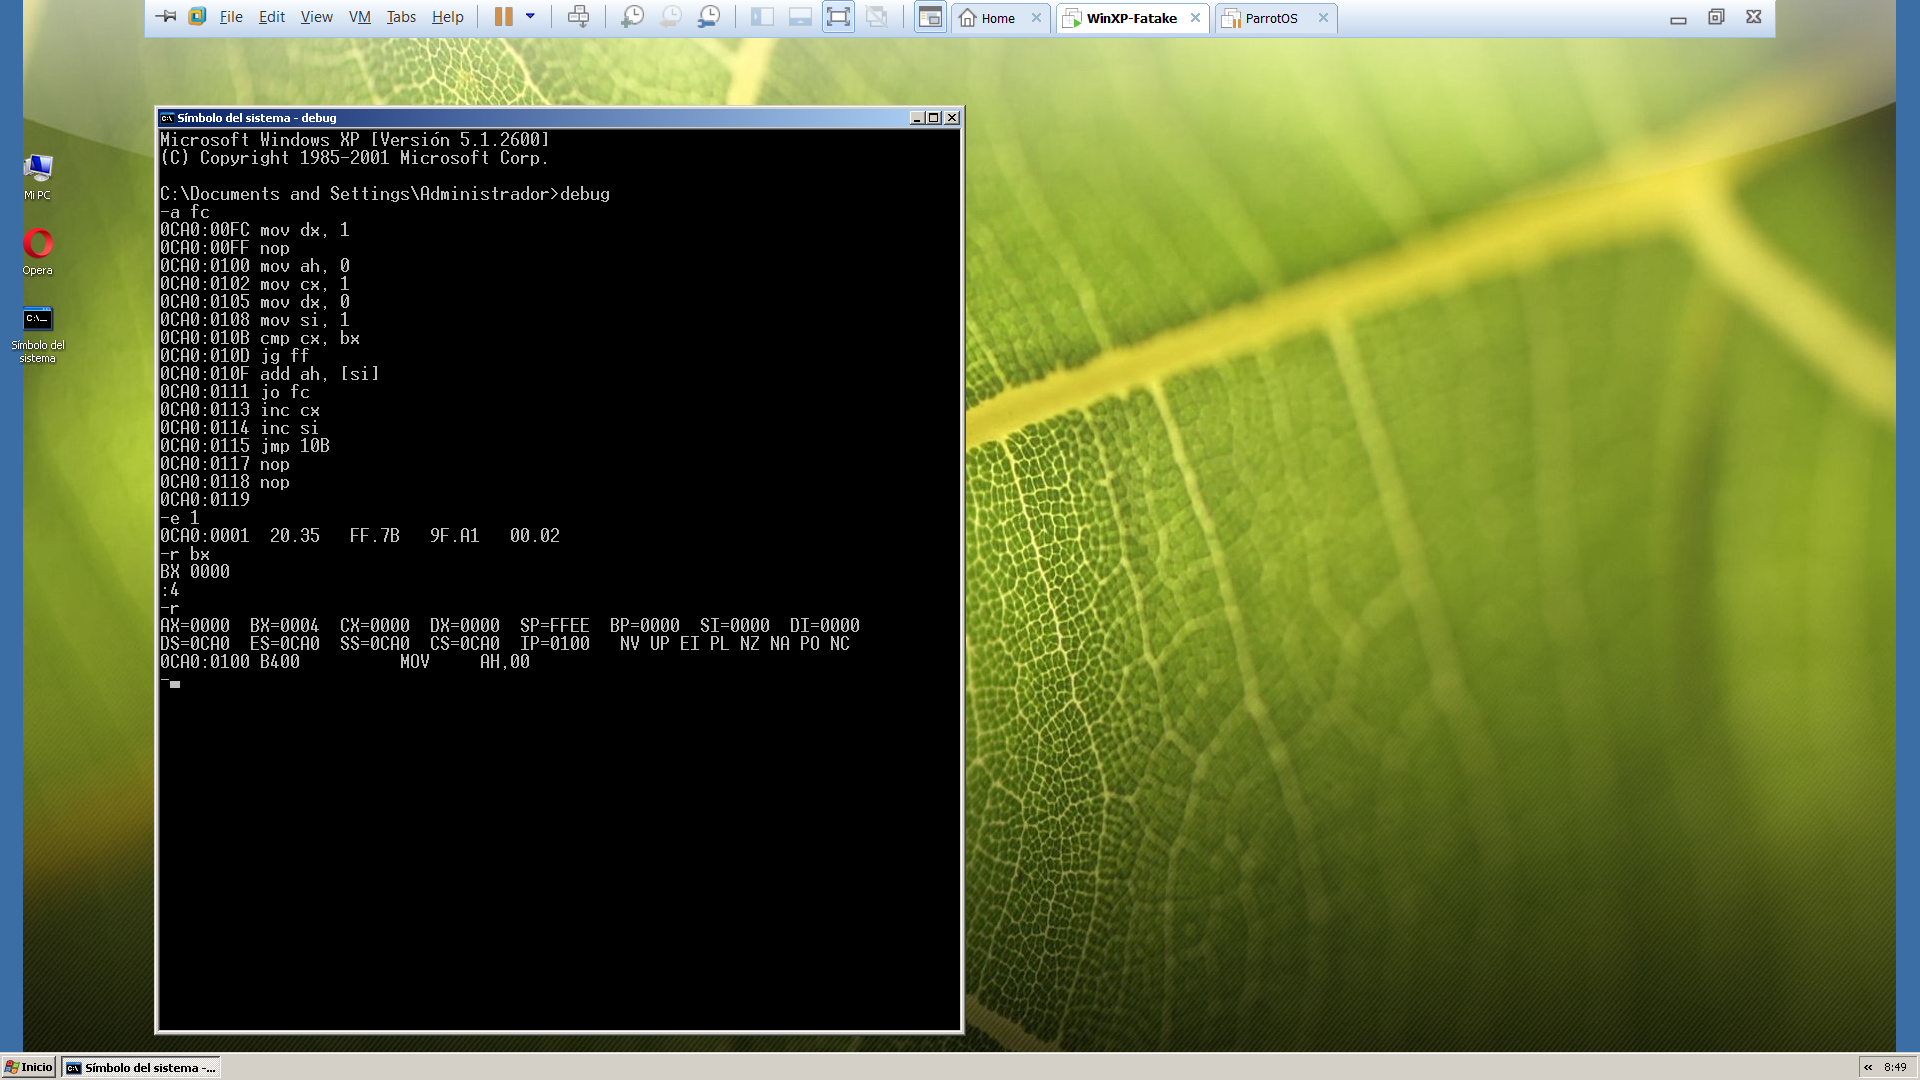 File Edit View VM Tabs Help Home WinXP-Fatake ParrotOS
Mi PC
Opera
C:\_
Símbolo del
sistema
Símbolo del sistema - debug
Microsoft Windows XP [Versión 5.1.2600]
(C) Copyright 1985-2001 Microsoft Corp.
C:\Documents and Settings\Administrador>debug
-a fc
0CA0:00FC mov dx, 1
0CA0:00FF nop
0CA0:0100 mov ah, 0
0CA0:0102 mov cx, 1
0CA0:0105 mov dx, 0
0CA0:0108 mov si, 1
0CA0:010B cmp cx, bx
0CA0:010D jg ff
0CA0:010F add ah, [si]
0CA0:0111 jo fc
0CA0:0113 inc cx
0CA0:0114 inc si
0CA0:0115 jmp 10B
0CA0:0117 nop
0CA0:0118 nop
0CA0:0119
-e 1
0CA0:0001  20.35   FF.7B   9F.A1   00.02
-r bx
BX 0000
:4
-r
AX=0000  BX=0004  CX=0000  DX=0000  SP=FFEE  BP=0000  SI=0000  DI=0000
DS=0CA0  ES=0CA0  SS=0CA0  CS=0CA0  IP=0100   NV UP EI PL NZ NA PO NC
0CA0:0100 B400          MOV     AH,00
-
Inicio Símbolo del sistema -... « 8:49